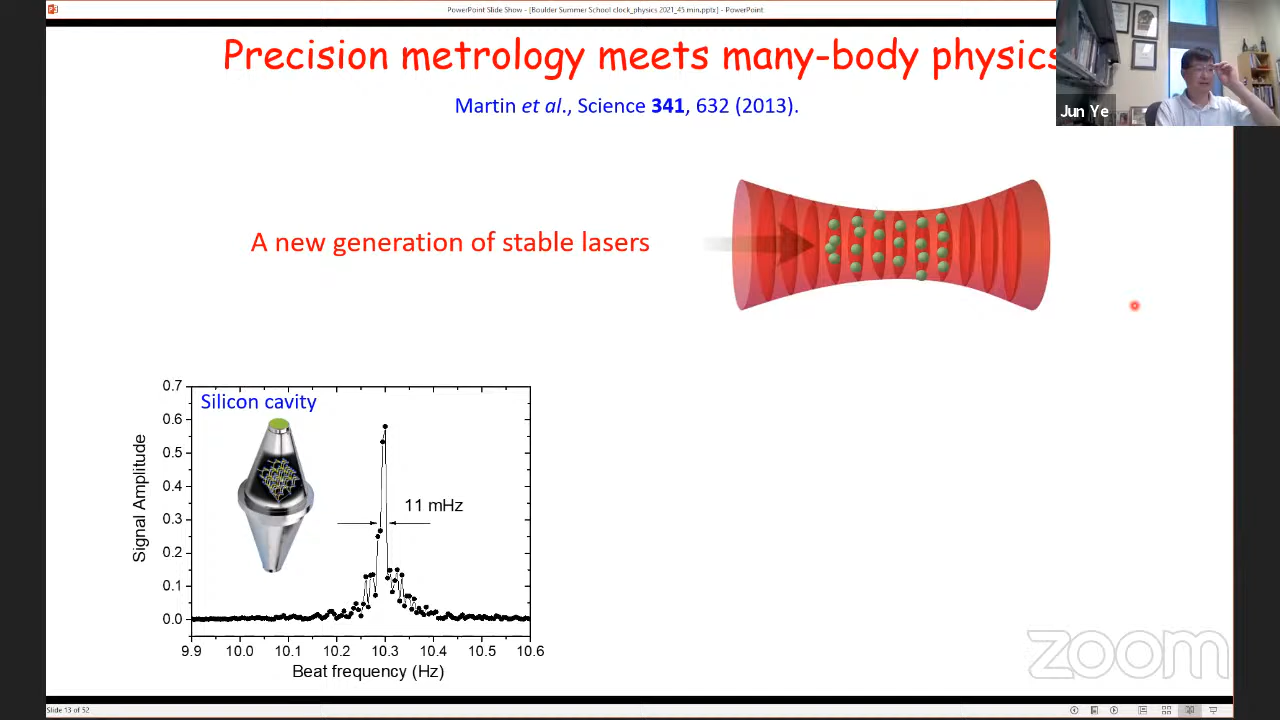 PowerPoint Slide Show - [Boulder Summer School clock_physics 2021_45 min.pptx] - PowerPoint
Precision metrology meets many-body physics
Jun Ye
Martin et al., Science 341, 632 (2013).
A new generation of stable lasers
Silicon cavity
11 mHz
Signal Amplitude
0.7
0.6
0.5
0.4
0.3
0.2
0.1
0.0
9.9 10.0 10.1 10.2 10.3 10.4 10.5 10.6
Beat frequency (Hz)
zoom
Slide 13 of 52